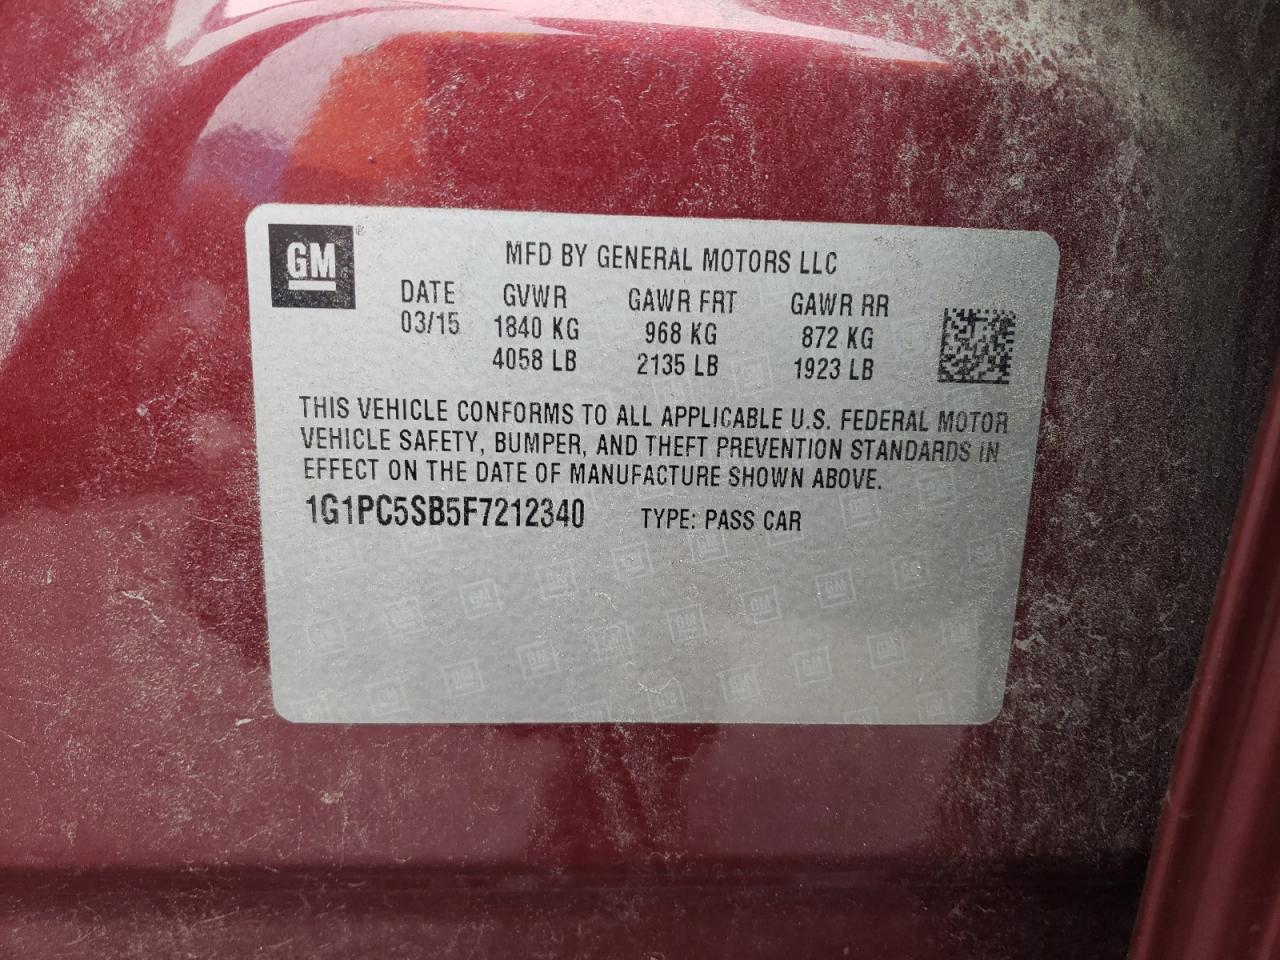 GM
MFD BY GENERAL MOTORS LLC
DATE GVWR GAWR FRT GAWR RR
03/15 1840 KG 968 KG 872 KG
4058 LB 2135 LB 1923 LB
THIS VEHICLE CONFORMS TO ALL APPLICABLE U.S. FEDERAL MOTOR
VEHICLE SAFETY, BUMPER, AND THEFT PREVENTION STANDARDS IN
EFFECT ON THE DATE OF MANUFACTURE SHOWN ABOVE.
1G1PC5SB5F7212340 TYPE: PASS CAR